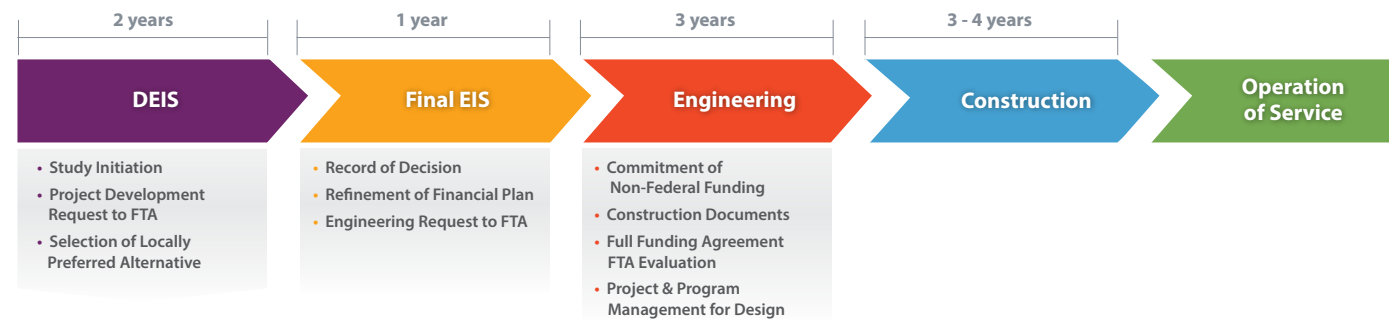 2 years
1 year
3 years
3 - 4 years
DEIS
Final EIS
Engineering
Construction
Operation
of Service
• Study Initiation
• Project Development
Request to FTA
• Selection of Locally
Preferred Alternative
• Record of Decision
• Refinement of Financial Plan
• Engineering Request to FTA
• Commitment of
Non-Federal Funding
• Construction Documents
• Full Funding Agreement
FTA Evaluation
• Project & Program
Management for Design